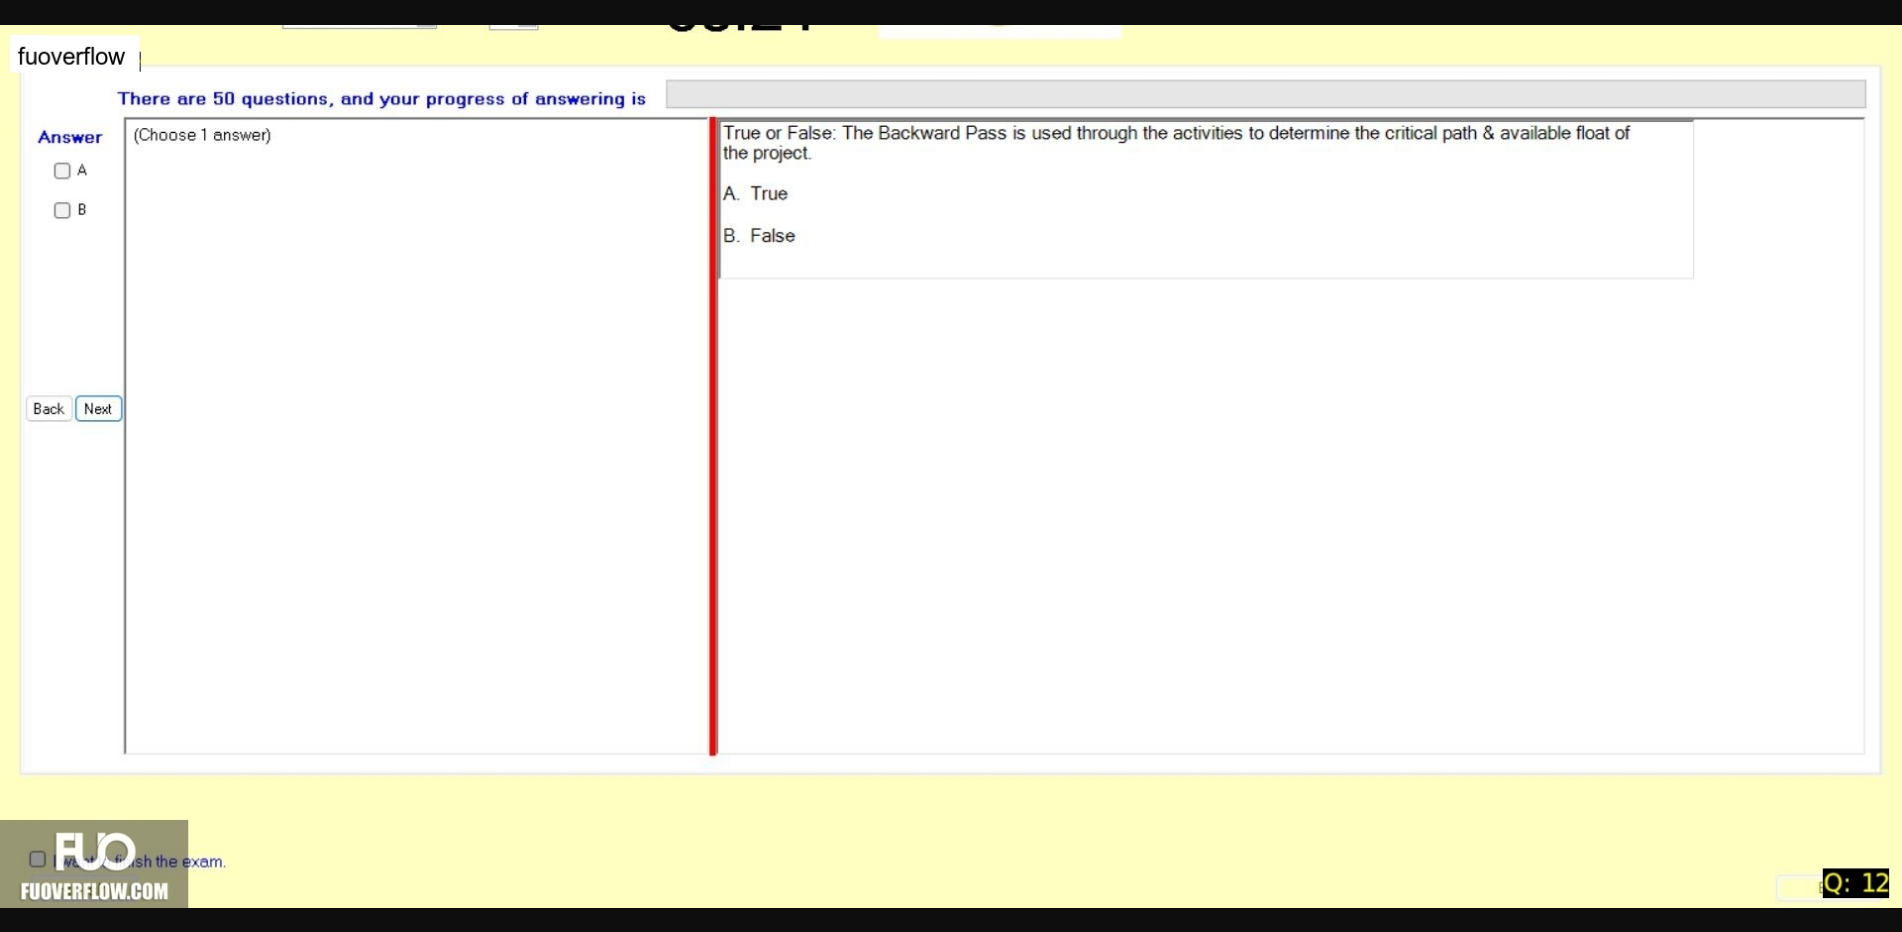 fuoverflow
There are 50 questions, and your progress of answering is
Answer
(Choose 1 answer)
A
B
True or False: The Backward Pass is used through the activities to determine the critical path & available float of
the project.
A. True
B. False
Back Next
FUO
finish the exam.
FUOVERFLOW.COM
Q: 12